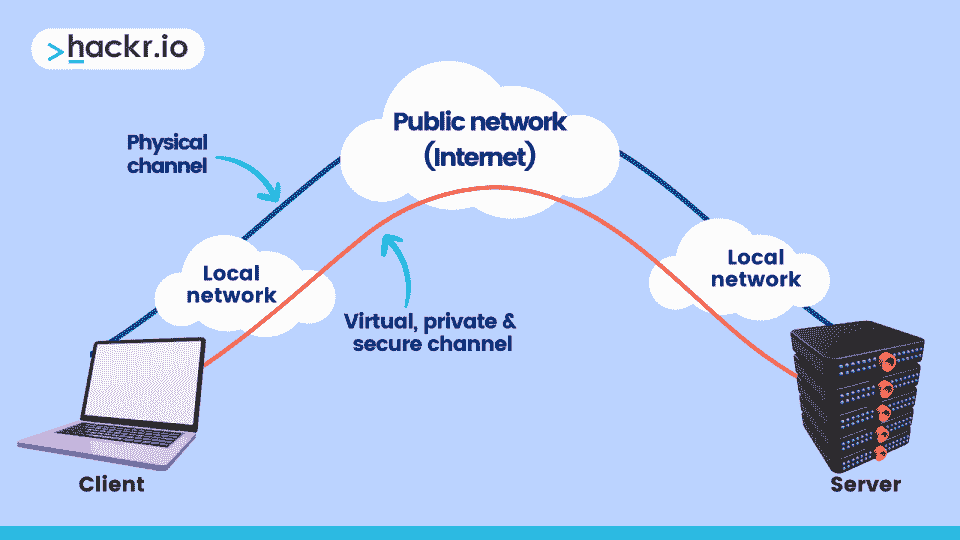 >hackr.io
Public network
(Internet)
Physical
channel
Local
network
Local
network
Virtual, private &
secure channel
Client
Server